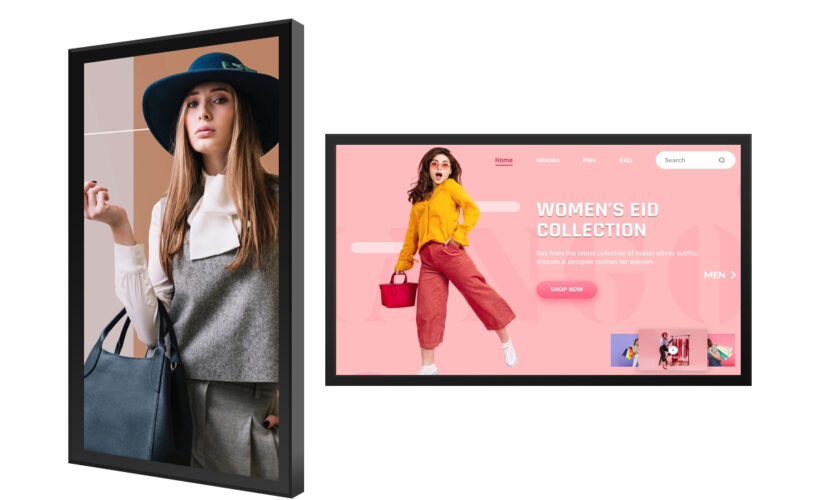 Home
Women
Men
Kids
Search
WOMEN'S EID
COLLECTION
Buy from the latest collection of Indian ethnic outfits,
dresses & designer clothes for women.
MEN
SHOP NOW